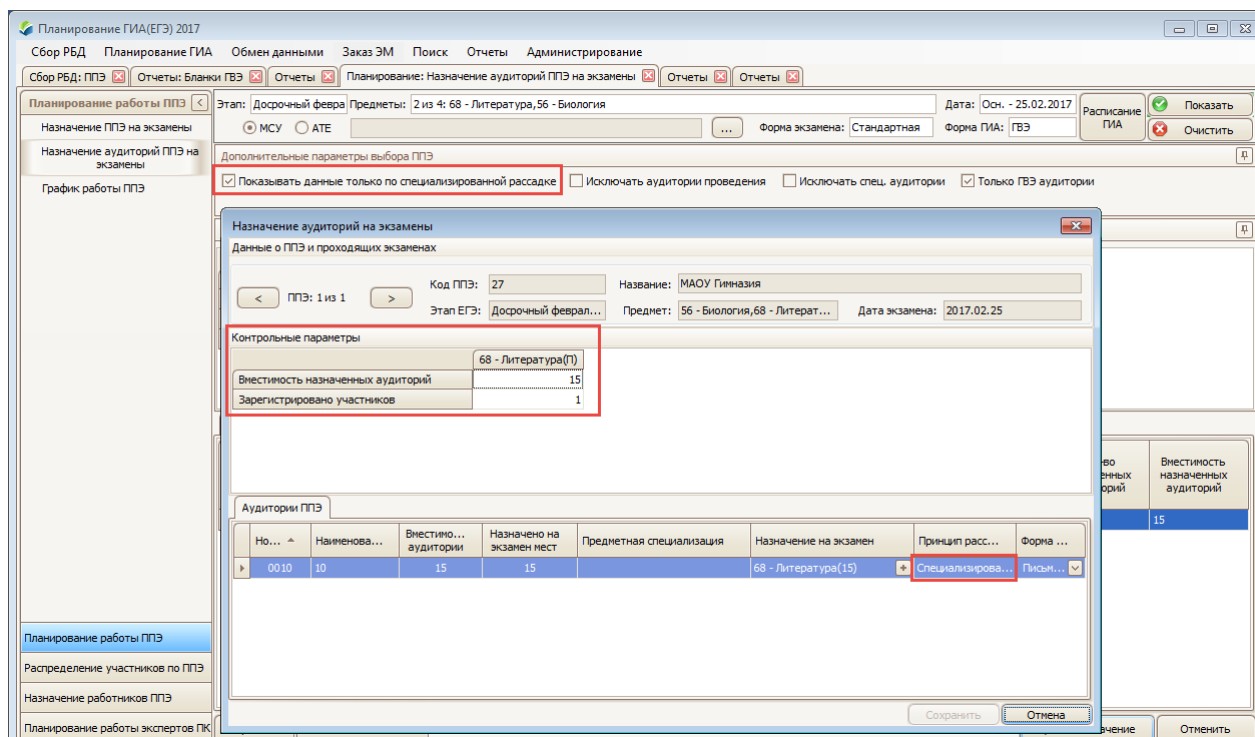 Планирование ГИА(ЕГЭ) 2017
Сбор РБД Планирование ГИА Обмен данными Заказ ЭМ Поиск Отчеты Администрирование
Сбор РБД: ППЭ Отчеты: Бланки ГВЭ Отчеты Планирование: Назначение аудиторий ППЭ на экзамены Отчеты Отчеты
Планирование работы ППЭ <
Назначение ППЭ на экзамены
Назначение аудиторий ППЭ на
экзамены
График работы ППЭ
Этап: Досрочный февра Предметы: 2 из 4: 68 - Литература,56 - Биология Дата: Осн. - 25.02.2017 Расписание ГИА Показать
МСУ АТЕ ... Форма экзамена: Стандартная Форма ГИА: ГВЭ Очистить
Дополнительные параметры выбора ППЭ
Показывать данные только по специализированной рассадке Исключать аудитории проведения Исключать спец. аудитории Только ГВЭ аудитории
Назначение аудиторий на экзамены
Данные о ППЭ и проходящих экзаменах
< ППЭ: 1 из 1 > Код ППЭ: 27 Название: МАОУ Гимназия
Этап ЕГЭ: Досрочный феврал... Предмет: 56 - Биология,68 - Литерат... Дата экзамена: 2017.02.25
Контрольные параметры
68 - Литература(П)
Вместимость назначенных аудиторий 15
Зарегистрировано участников 1
Аудитории ППЭ
Но... Наименова... Вместимо... аудитории Назначено на экзамен мест Предметная специализация Назначение на экзамен Принцип расс... Форма ...
0010 10 15 15 68 - Литература(15) + Специализирова... Письм...
Сохранить Отмена
Вместимость
назначенных
аудиторий
15
Планирование работы ППЭ
Распределение участников по ППЭ
Назначение работников ППЭ
Планирование работы экспертов ПК
Отменить